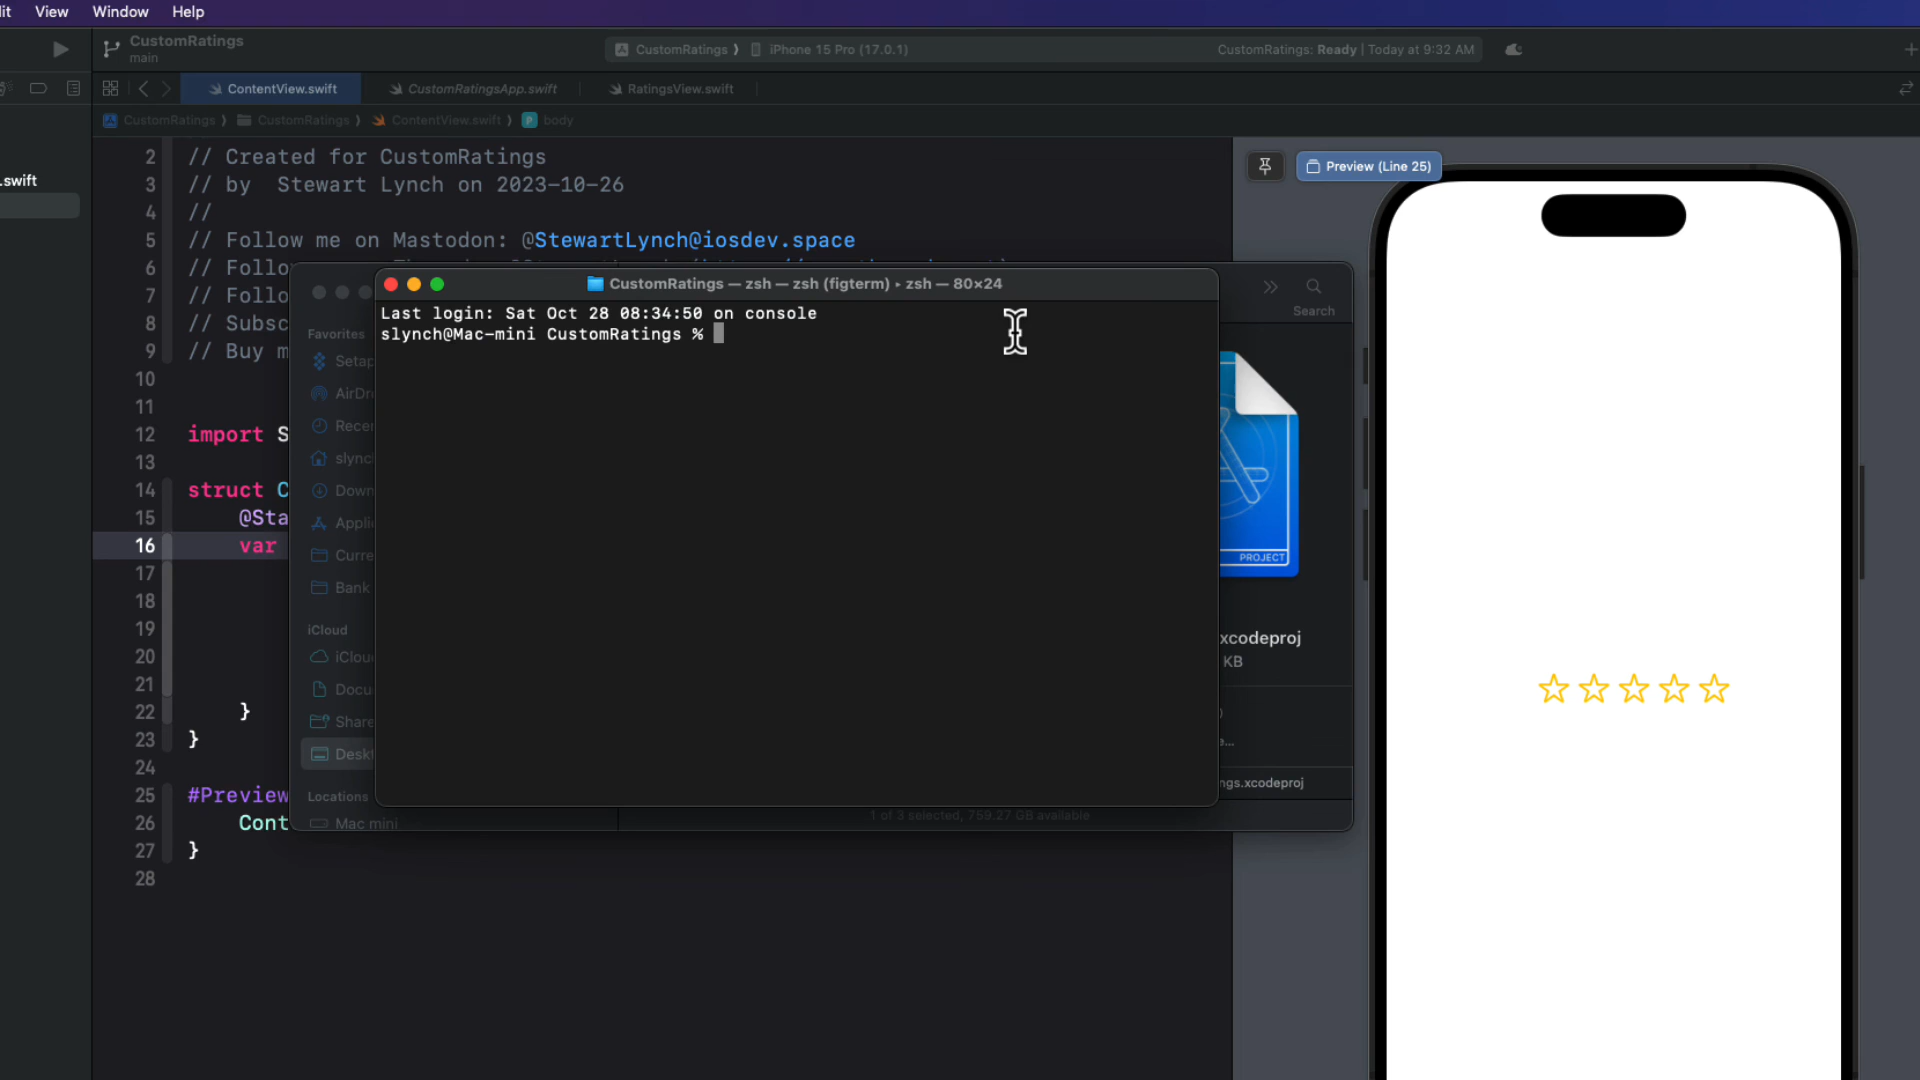 View Window Help
CustomRatings
main
CustomRatings ⟩ iPhone 15 Pro (17.0.1)
CustomRatings: Ready | Today at 9:32 AM
ContentView.swift
CustomRatingsApp.swift
RatingsView.swift
CustomRatings ⟩ CustomRatings ⟩ ContentView.swift ⟩ body
.swift
2 // Created for CustomRatings
3 // by  Stewart Lynch on 2023-10-26
4 //
5 // Follow me on Mastodon: @StewartLynch@iosdev.space
6 // Follo
7 // Follo
8 // Subsc
9 // Buy m
10
11
12 import S
13
14 struct C
15 @Sta
16 var
17
18
19
20
21
22 }
23 }
24
25 #Preview
26 Cont
27 }
28
Preview (Line 25)
CustomRatings — zsh — zsh (figterm) ▸ zsh — 80×24
Last login: Sat Oct 28 08:34:50 on console
slynch@Mac-mini CustomRatings %
Search
Favorites
Setap
AirDr
Recen
slync
Down
Appli
Curre
Bank
iCloud
iClou
Docu
Share
Deskt
Locations
Mac mini
PROJECT
xcodeproj
KB
e...
ngs.xcodeproj
1 of 3 selected, 759.27 GB available